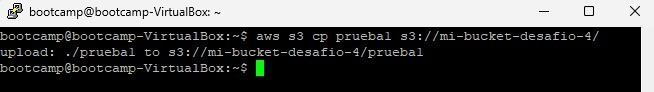 bootcamp@bootcamp-VirtualBox: ~
bootcamp@bootcamp-VirtualBox:~$ aws s3 cp prueba1 s3://mi-bucket-desafio-4/
upload: ./prueba1 to s3://mi-bucket-desafio-4/prueba1
bootcamp@bootcamp-VirtualBox:~$